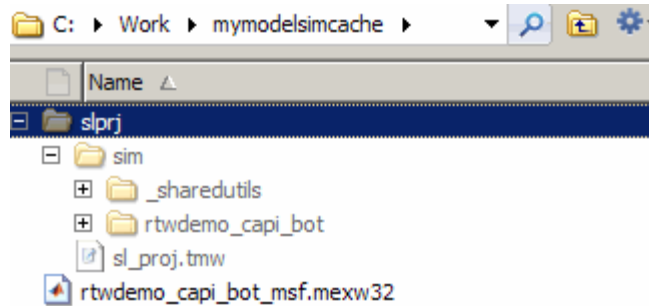 C: Work mymodelsimcache
Name
slprj
sim
_sharedutils
rtwdemo_capi_bot
sl_proj.tmw
rtwdemo_capi_bot_msf.mexw32